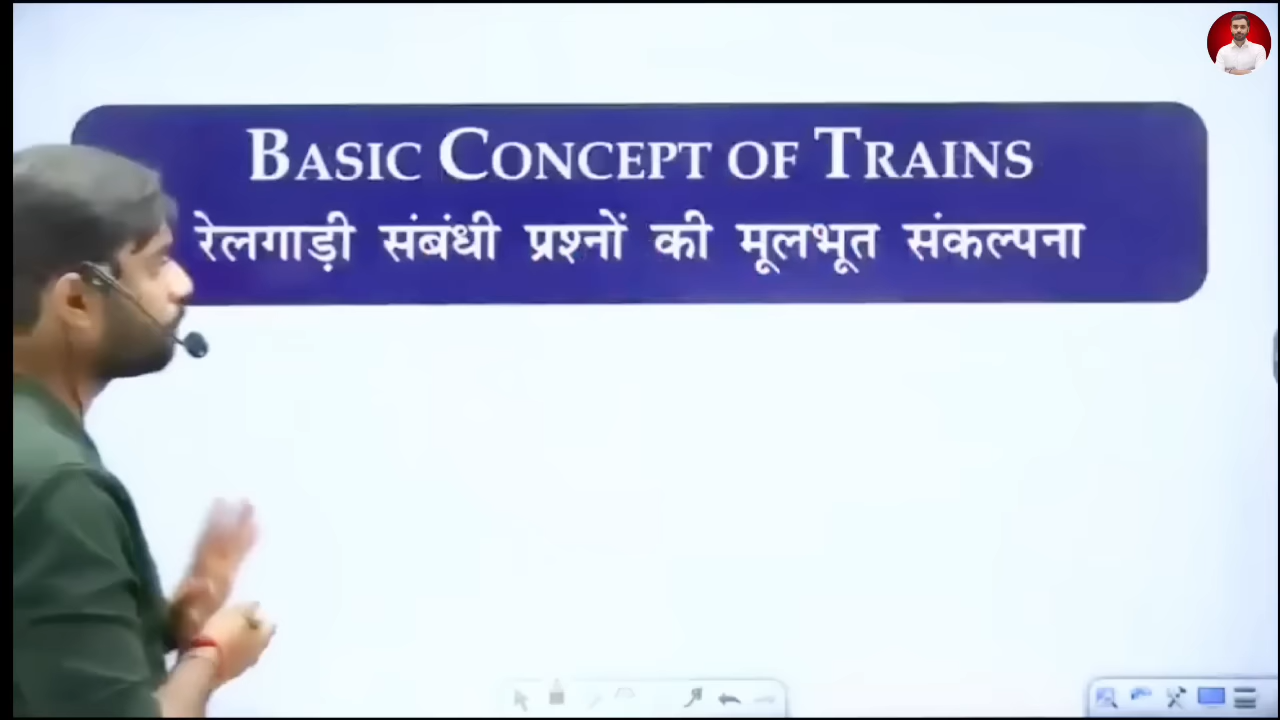 BASIC CONCEPT OF TRAINS
रेलगाड़ी संबंधी प्रश्नों की मूलभूत संकल्पना